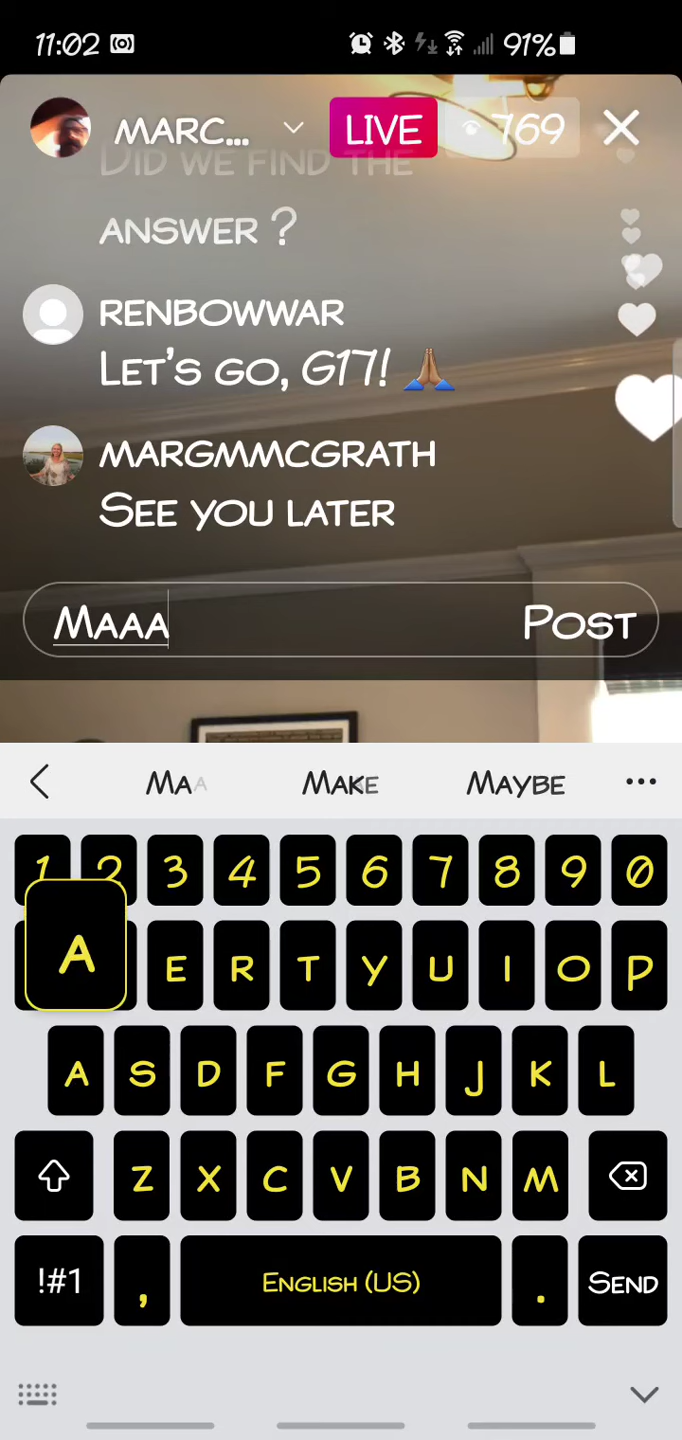 11:02 91%
MARC... LIVE 769
DID WE FIND THE
ANSWER ?
RENBOWWAR
LET'S GO, G17! 🙏🏽
MARGMMCGRATH
SEE YOU LATER
MAAA POST
MAA MAKE MAYBE ...
1 2 3 4 5 6 7 8 9 0
A E R T Y U I O P
A S D F G H J K L
Z X C V B N M
!#1 , ENGLISH (US) . SEND